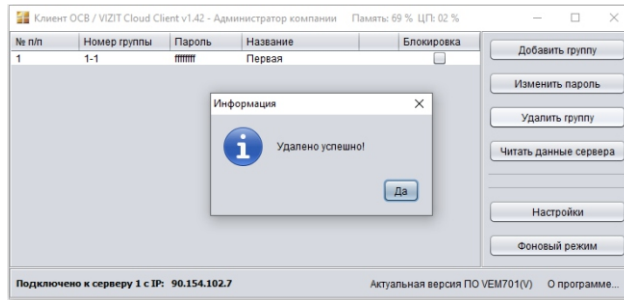 Клиент ОСВ / VIZIT Cloud Client v1.42 - Администратор компании Память: 69 % ЦП: 02 %
№ п/п Номер группы Пароль Название Блокировка
1 1-1 ffffffff Первая
Добавить группу
Изменить пароль
Удалить группу
Читать данные сервера
Настройки
Фоновый режим
Информация
Удалено успешно!
Да
Подключено к серверу 1 с IP: 90.154.102.7 Актуальная версия ПО VEM701(V) О программе...